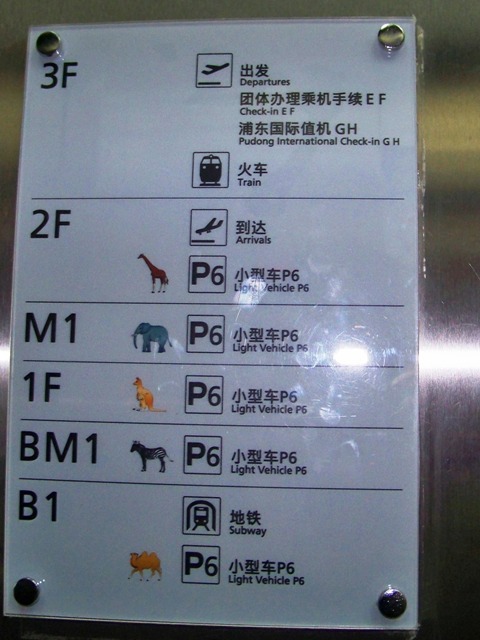 3F
出发
Departures
团体办理乘机手续 E F
Check-in E F
浦东国际值机 GH
Pudong International Check-in G H
火车
Train
2F
到达
Arrivals
P6 小型车P6
Light Vehicle P6
M1 P6 小型车P6
Light Vehicle P6
1F P6 小型车P6
Light Vehicle P6
BM1 P6 小型车P6
Light Vehicle P6
B1
地铁
Subway
P6 小型车P6
Light Vehicle P6